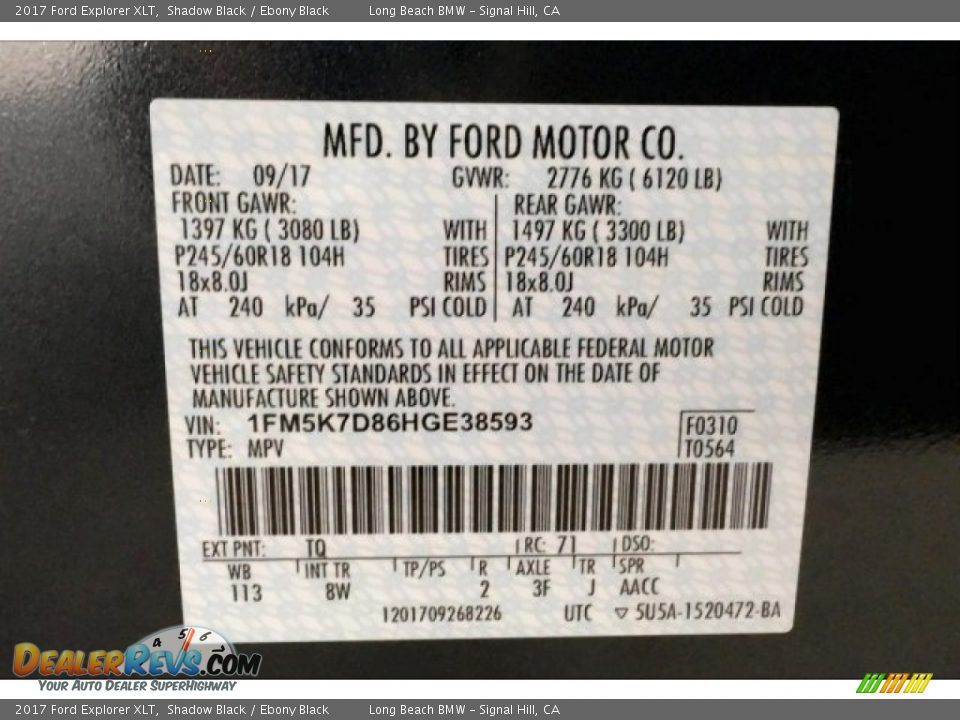 2017 Ford Explorer XLT, Shadow Black / Ebony Black Long Beach BMW - Signal Hill, CA
MFD. BY FORD MOTOR CO.
DATE: 09/17 GVWR: 2776 KG ( 6120 LB)
FRONT GAWR: REAR GAWR:
1397 KG ( 3080 LB) WITH 1497 KG ( 3300 LB) WITH
P245/60R18 104H TIRES P245/60R18 104H TIRES
18x8.0J RIMS 18x8.0J RIMS
AT 240 kPa/ 35 PSI COLD AT 240 kPa/ 35 PSI COLD
THIS VEHICLE CONFORMS TO ALL APPLICABLE FEDERAL MOTOR
VEHICLE SAFETY STANDARDS IN EFFECT ON THE DATE OF
MANUFACTURE SHOWN ABOVE.
VIN: 1FM5K7D86HGE38593 F0310
TYPE: MPV T0564
EXT PNT: TQ RC: 71 DSO:
WB INT TR TP/PS R AXLE TR SPR
113 8W 2 3F J AACC
1201709268226 UTC ▽ 5U5A-1520472-BA
4 5 6
DealerRevs.com
Your Auto Dealer SuperHighway
2017 Ford Explorer XLT, Shadow Black / Ebony Black Long Beach BMW - Signal Hill, CA